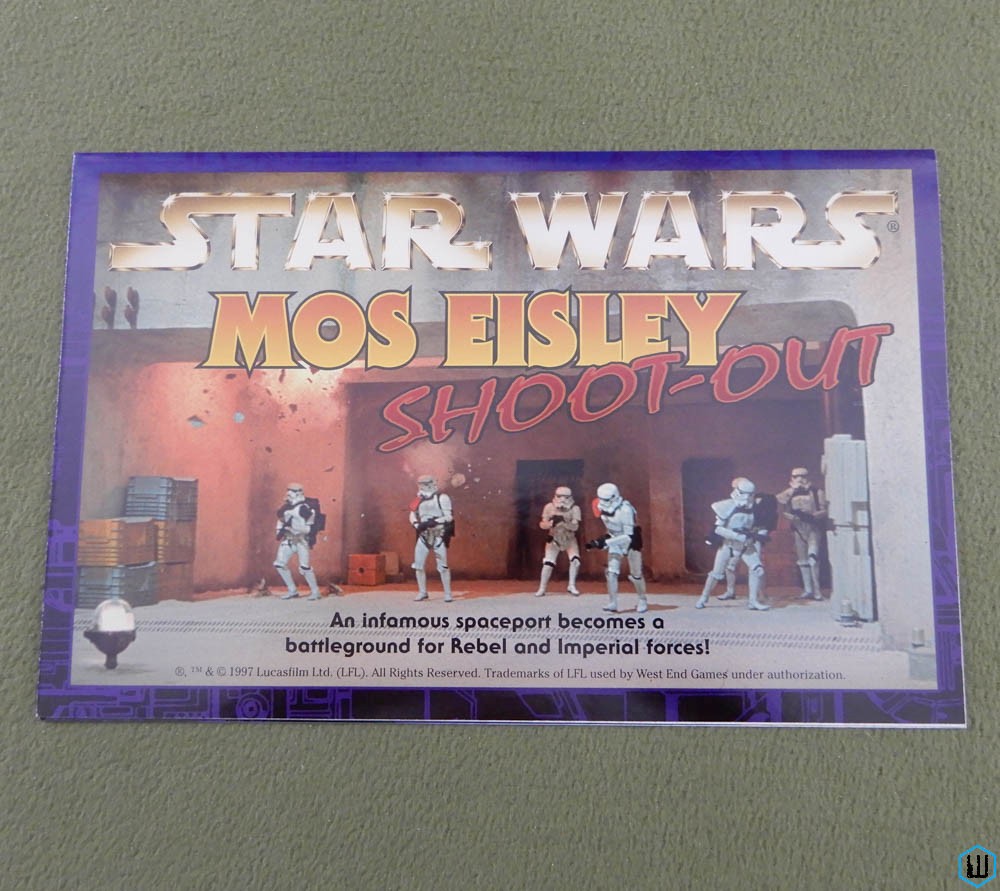 STAR WARS®
MOS EISLEY
SHOOT-OUT
An infamous spaceport becomes a
battleground for Rebel and Imperial forces!
®, ™ & © 1997 Lucasfilm Ltd. (LFL). All Rights Reserved. Trademarks of LFL used by West End Games under authorization.